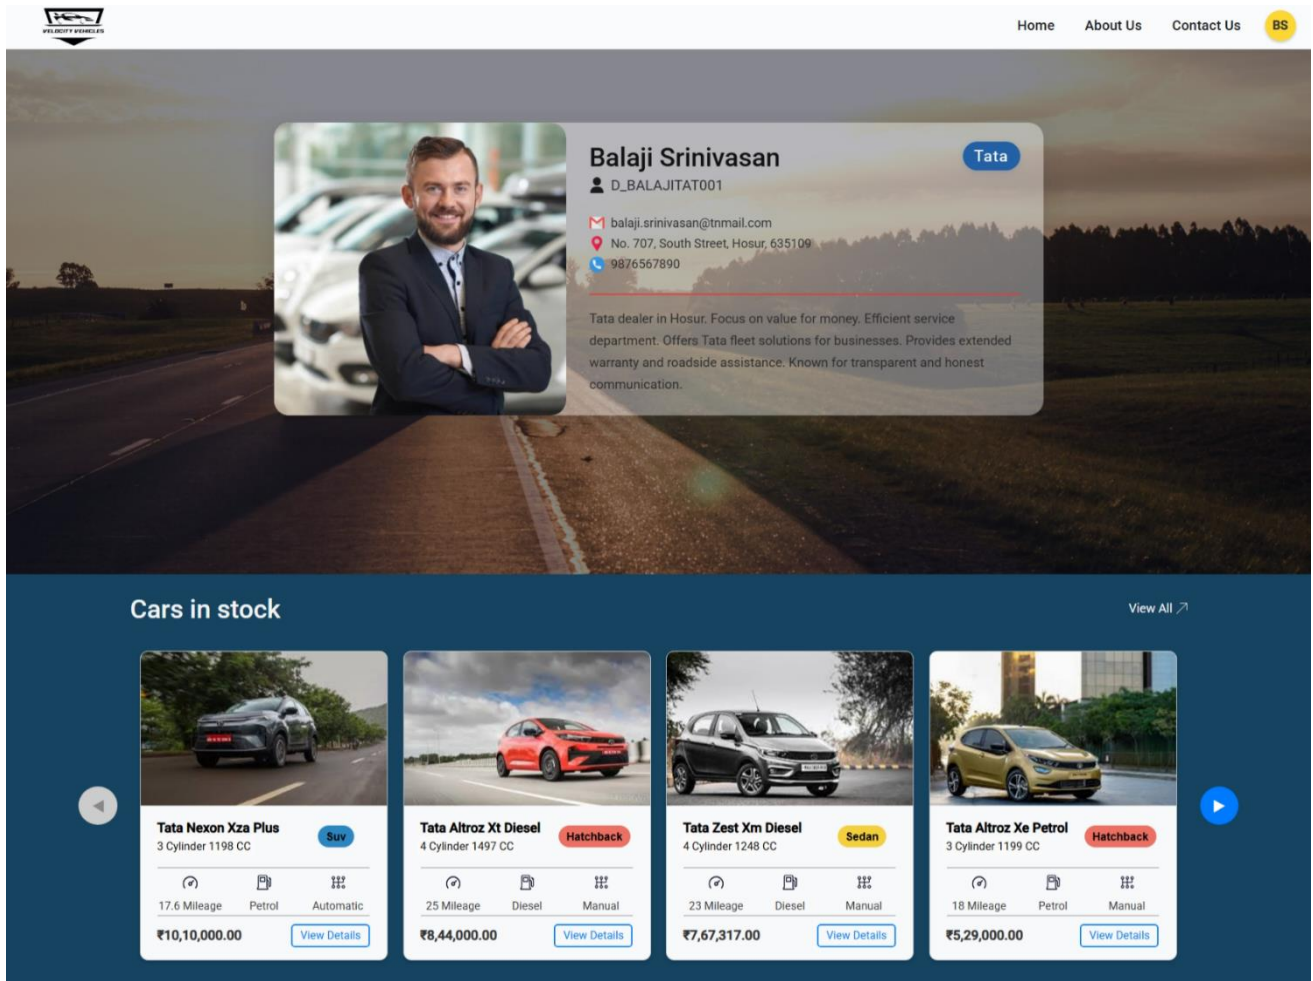 VELOCITY VEHICLES
Home About Us Contact Us BS
Balaji Srinivasan
Tata
D_BALAJITAT001
balaji.srinivasan@tnmail.com
No. 707, South Street, Hosur, 635109
9876567890
Tata dealer in Hosur. Focus on value for money. Efficient service
department. Offers Tata fleet solutions for businesses. Provides extended
warranty and roadside assistance. Known for transparent and honest
communication.
Cars in stock
View All
Tata Nexon Xza Plus
3 Cylinder 1198 CC
Suv
17.6 Mileage Petrol Automatic
₹10,10,000.00 View Details
Tata Altroz Xt Diesel
4 Cylinder 1497 CC
Hatchback
25 Mileage Diesel Manual
₹8,44,000.00 View Details
Tata Zest Xm Diesel
4 Cylinder 1248 CC
Sedan
23 Mileage Diesel Manual
₹7,67,317.00 View Details
Tata Altroz Xe Petrol
3 Cylinder 1199 CC
Hatchback
18 Mileage Petrol Manual
₹5,29,000.00 View Details